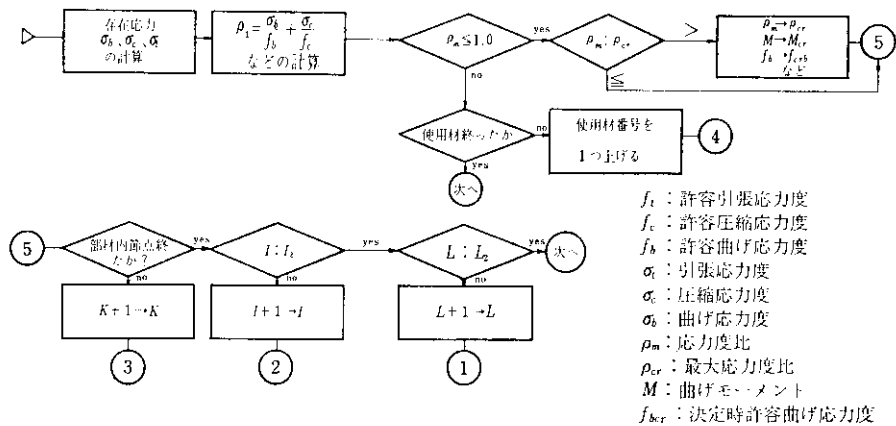 存在応力
σb、σc、σt
の計算
ρ1 = σb/fb + σc/fc
などの計算
ρm≦1.0
yes
no
ρm : ρcr
>
≦
ρm→ρcr
M→Mcr
fb→fcrb
など
5
使用材終ったか
no
yes
使用材番号を
1つ上げる
4
次へ
5
部材内節点終
たか?
yes
no
I : I2
yes
no
L : L2
yes
no
次へ
K+1→K
I+1→I
L+1→L
3
2
1
ft:許容引張応力度
fc:許容圧縮応力度
fb:許容曲げ応力度
σt:引張応力度
σc:圧縮応力度
σb:曲げ応力度
ρm:応力度比
ρcr:最大応力度比
M:曲げモーメント
fbcr:決定時許容曲げ応力度